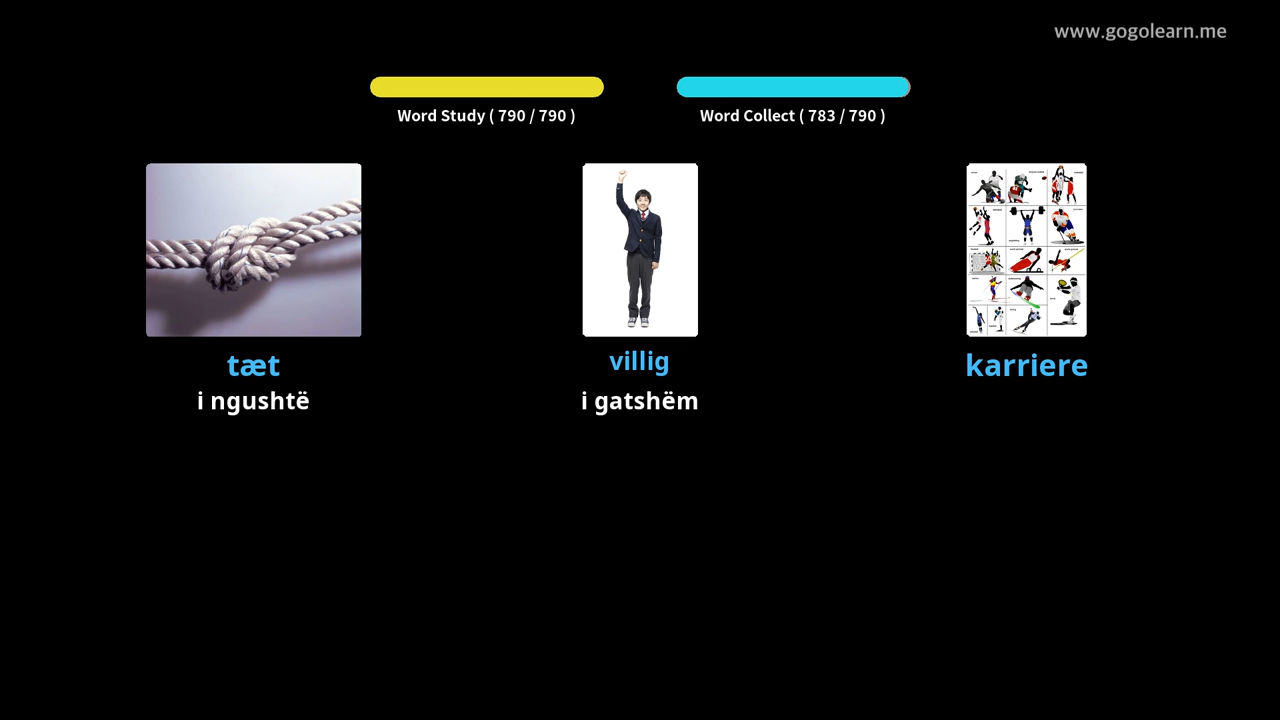 www.gogolearn.me
Word Study ( 790 / 790 )
Word Collect ( 783 / 790 )
tæt
villig
karriere
i ngushtë
i gatshëm